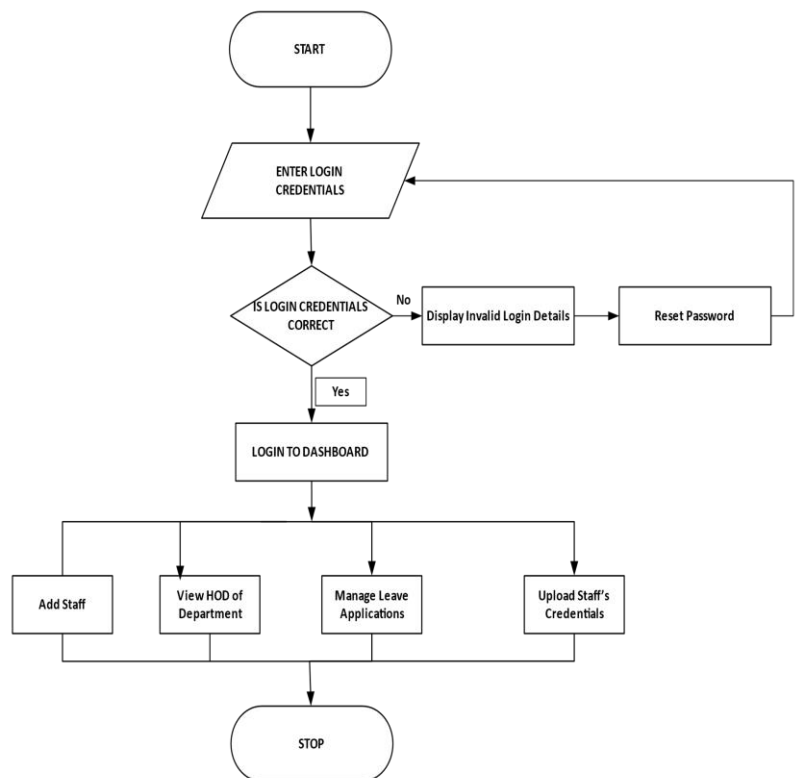 START
ENTER LOGIN
CREDENTIALS
IS LOGIN CREDENTIALS
CORRECT
No
Display Invalid Login Details
Reset Password
Yes
LOGIN TO DASHBOARD
Add Staff
View HOD of
Department
Manage Leave
Applications
Upload Staff's
Credentials
STOP